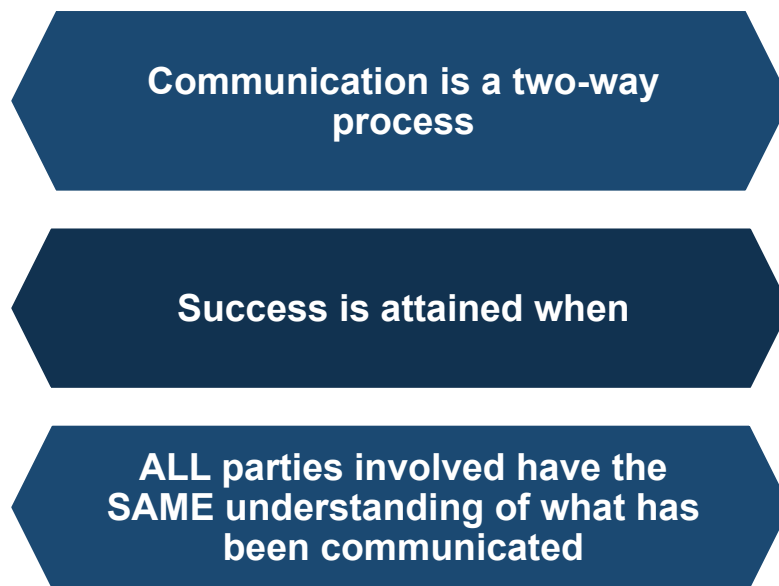 Communication is a two-way
process
Success is attained when
ALL parties involved have the
SAME understanding of what has
been communicated